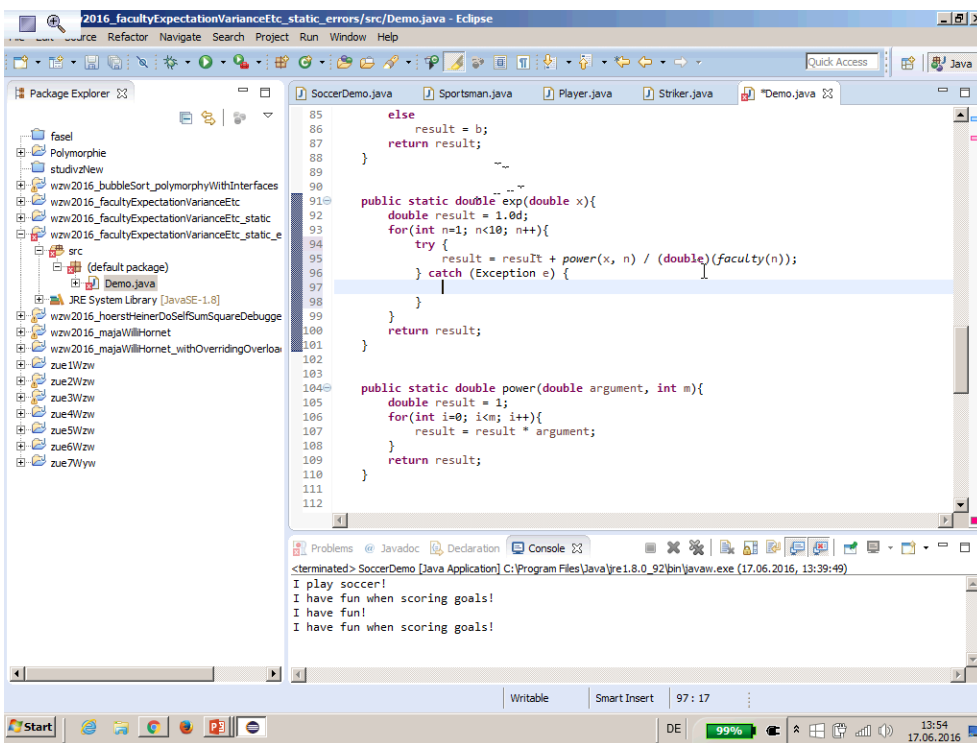 2016_facultyExpectationVarianceEtc_static_errors/src/Demo.java - Eclipse
Source Refactor Navigate Search Project Run Window Help
Quick Access
Java
Package Explorer
fasel
Polymorphie
studivzNew
wzw2016_bubbleSort_polymorphyWithInterfaces
wzw2016_facultyExpectationVarianceEtc
wzw2016_facultyExpectationVarianceEtc_static
wzw2016_facultyExpectationVarianceEtc_static_e
src
(default package)
Demo.java
JRE System Library [JavaSE-1.8]
wzw2016_hoerstHeinerDoSelfSumSquareDebugge
wzw2016_majaWilliHornet
wzw2016_majaWilliHornet_withOverridingOverloa
zue1Wzw
zue2Wzw
zue3Wzw
zue4Wzw
zue5Wzw
zue6Wzw
zue7Wyw
SoccerDemo.java Sportsman.java Player.java Striker.java *Demo.java
85 else
86 result = b;
87 return result;
88 }
89
90
91 public static double exp(double x){
92 double result = 1.0d;
93 for(int n=1; n<10; n++){
94 try {
95 result = result + power(x, n) / (double)(faculty(n));
96 } catch (Exception e) {
97
98 }
99 }
100 return result;
101 }
102
103
104 public static double power(double argument, int m){
105 double result = 1;
106 for(int i=0; i<m; i++){
107 result = result * argument;
108 }
109 return result;
110 }
111
112
Problems @ Javadoc Declaration Console
<terminated> SoccerDemo [Java Application] C:\Program Files\Java\jre1.8.0_92\bin\javaw.exe (17.06.2016, 13:39:49)
I play soccer!
I have fun when scoring goals!
I have fun!
I have fun when scoring goals!
Writable Smart Insert 97 : 17
Start
DE 99% 13:54
17.06.2016